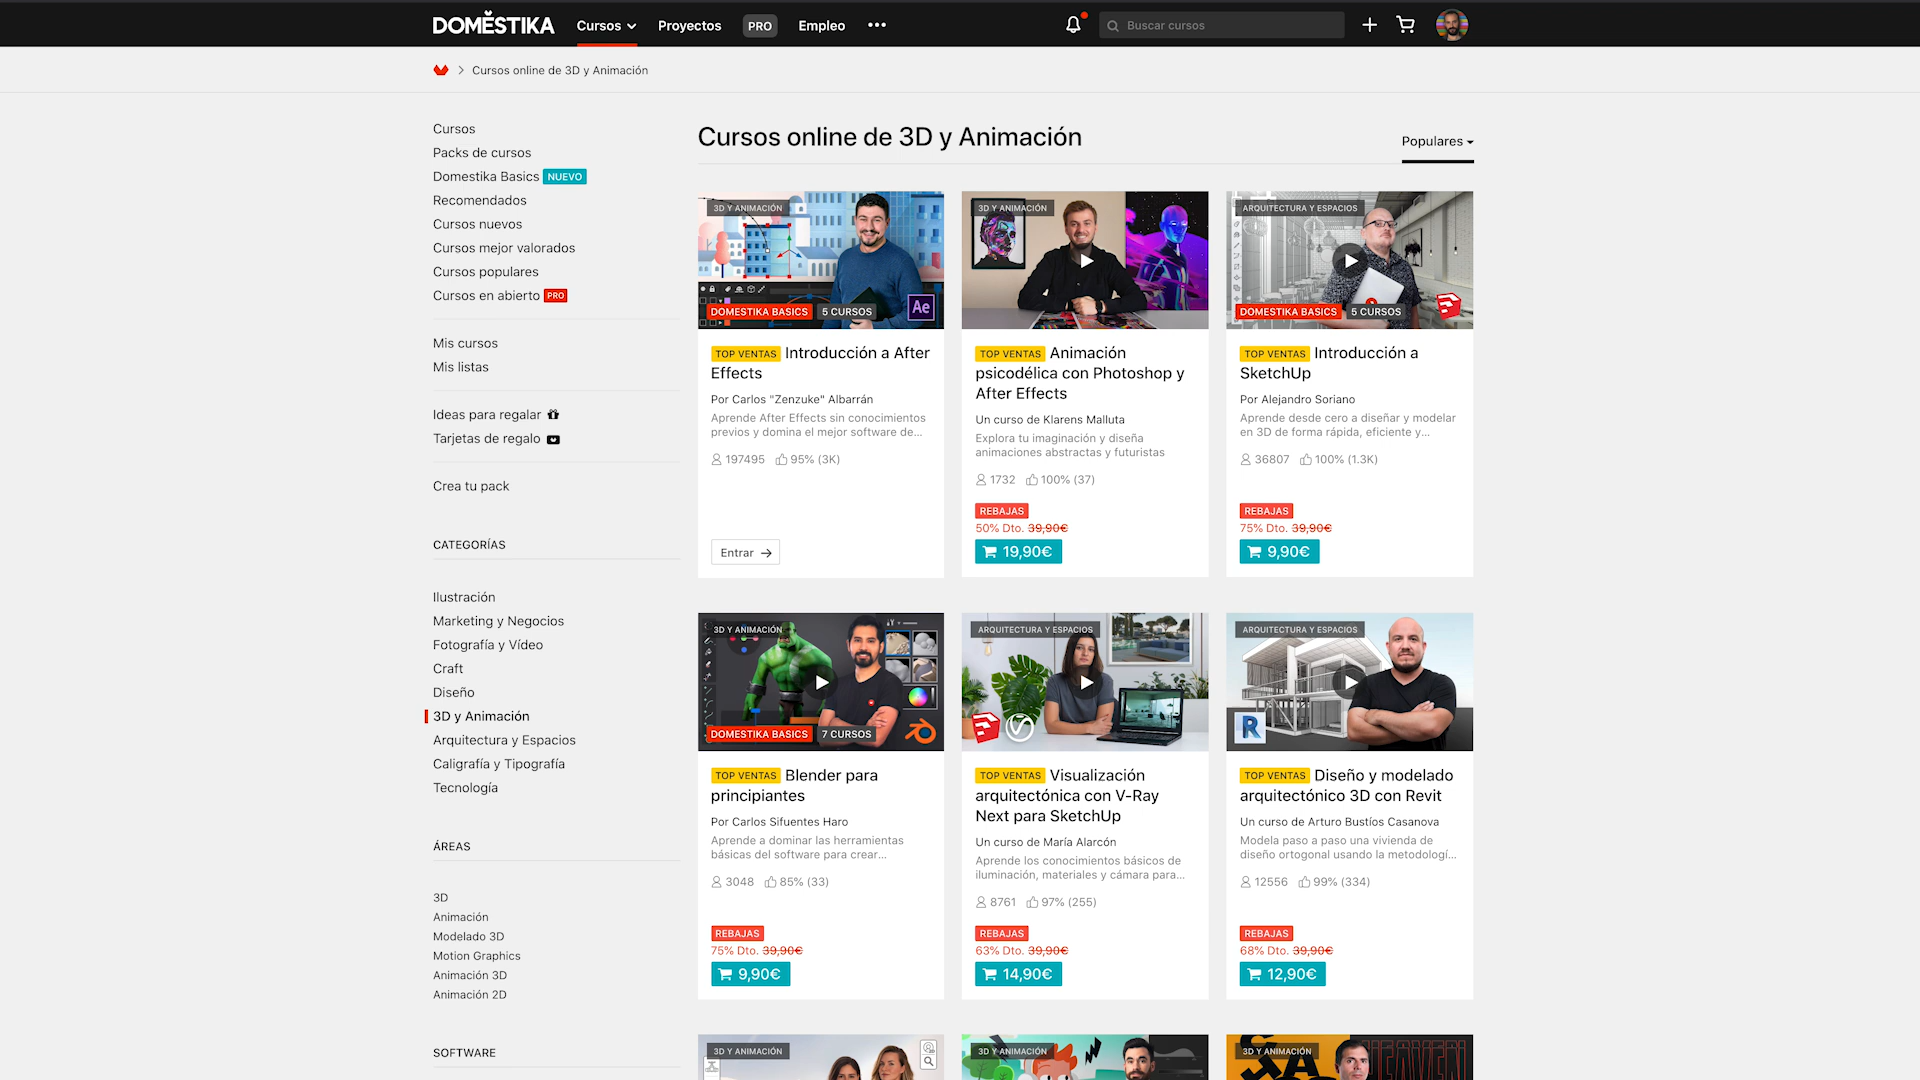 DOMESTIKA
Cursos
Proyectos
PRO
Empleo
Buscar cursos
Cursos online de 3D y Animación
Cursos
Packs de cursos
Domestika Basics NUEVO
Recomendados
Cursos nuevos
Cursos mejor valorados
Cursos populares
Cursos en abierto PRO
Mis cursos
Mis listas
Ideas para regalar
Tarjetas de regalo
Crea tu pack
CATEGORÍAS
Ilustración
Marketing y Negocios
Fotografía y Vídeo
Craft
Diseño
3D y Animación
Arquitectura y Espacios
Caligrafía y Tipografía
Tecnología
ÁREAS
3D
Animación
Modelado 3D
Motion Graphics
Animación 3D
Animación 2D
SOFTWARE
Cursos online de 3D y Animación
Populares
3D Y ANIMACIÓN
DOMESTIKA BASICS 5 CURSOS
Ae
TOP VENTAS Introducción a After
Effects
Por Carlos "Zenzuke" Albarrán
Aprende After Effects sin conocimientos
previos y domina el mejor software de...
197495 95% (3K)
Entrar
3D Y ANIMACIÓN
TOP VENTAS Animación
psicodélica con Photoshop y
After Effects
Un curso de Klarens Malluta
Explora tu imaginación y diseña
animaciones abstractas y futuristas
1732 100% (37)
REBAJAS
50% Dto. 39,90€
19,90€
ARQUITECTURA Y ESPACIOS
DOMESTIKA BASICS 5 CURSOS
TOP VENTAS Introducción a
SketchUp
Por Alejandro Soriano
Aprende desde cero a diseñar y modelar
en 3D de forma rápida, eficiente y...
36807 100% (1.3K)
REBAJAS
75% Dto. 39,90€
9,90€
3D Y ANIMACIÓN
DOMESTIKA BASICS 7 CURSOS
TOP VENTAS Blender para
principiantes
Por Carlos Sifuentes Haro
Aprende a dominar las herramientas
básicas del software para crear...
3048 85% (33)
REBAJAS
75% Dto. 39,90€
9,90€
ARQUITECTURA Y ESPACIOS
TOP VENTAS Visualización
arquitectónica con V-Ray
Next para SketchUp
Un curso de María Alarcón
Aprende los conocimientos básicos de
iluminación, materiales y cámara para...
8761 97% (255)
REBAJAS
63% Dto. 39,90€
14,90€
ARQUITECTURA Y ESPACIOS
R
TOP VENTAS Diseño y modelado
arquitectónico 3D con Revit
Un curso de Arturo Bustíos Casanova
Modela paso a paso una vivienda de
diseño ortogonal usando la metodologí...
12556 99% (334)
REBAJAS
68% Dto. 39,90€
12,90€
3D Y ANIMACIÓN
3D Y ANIMACIÓN
3D Y ANIMACIÓN